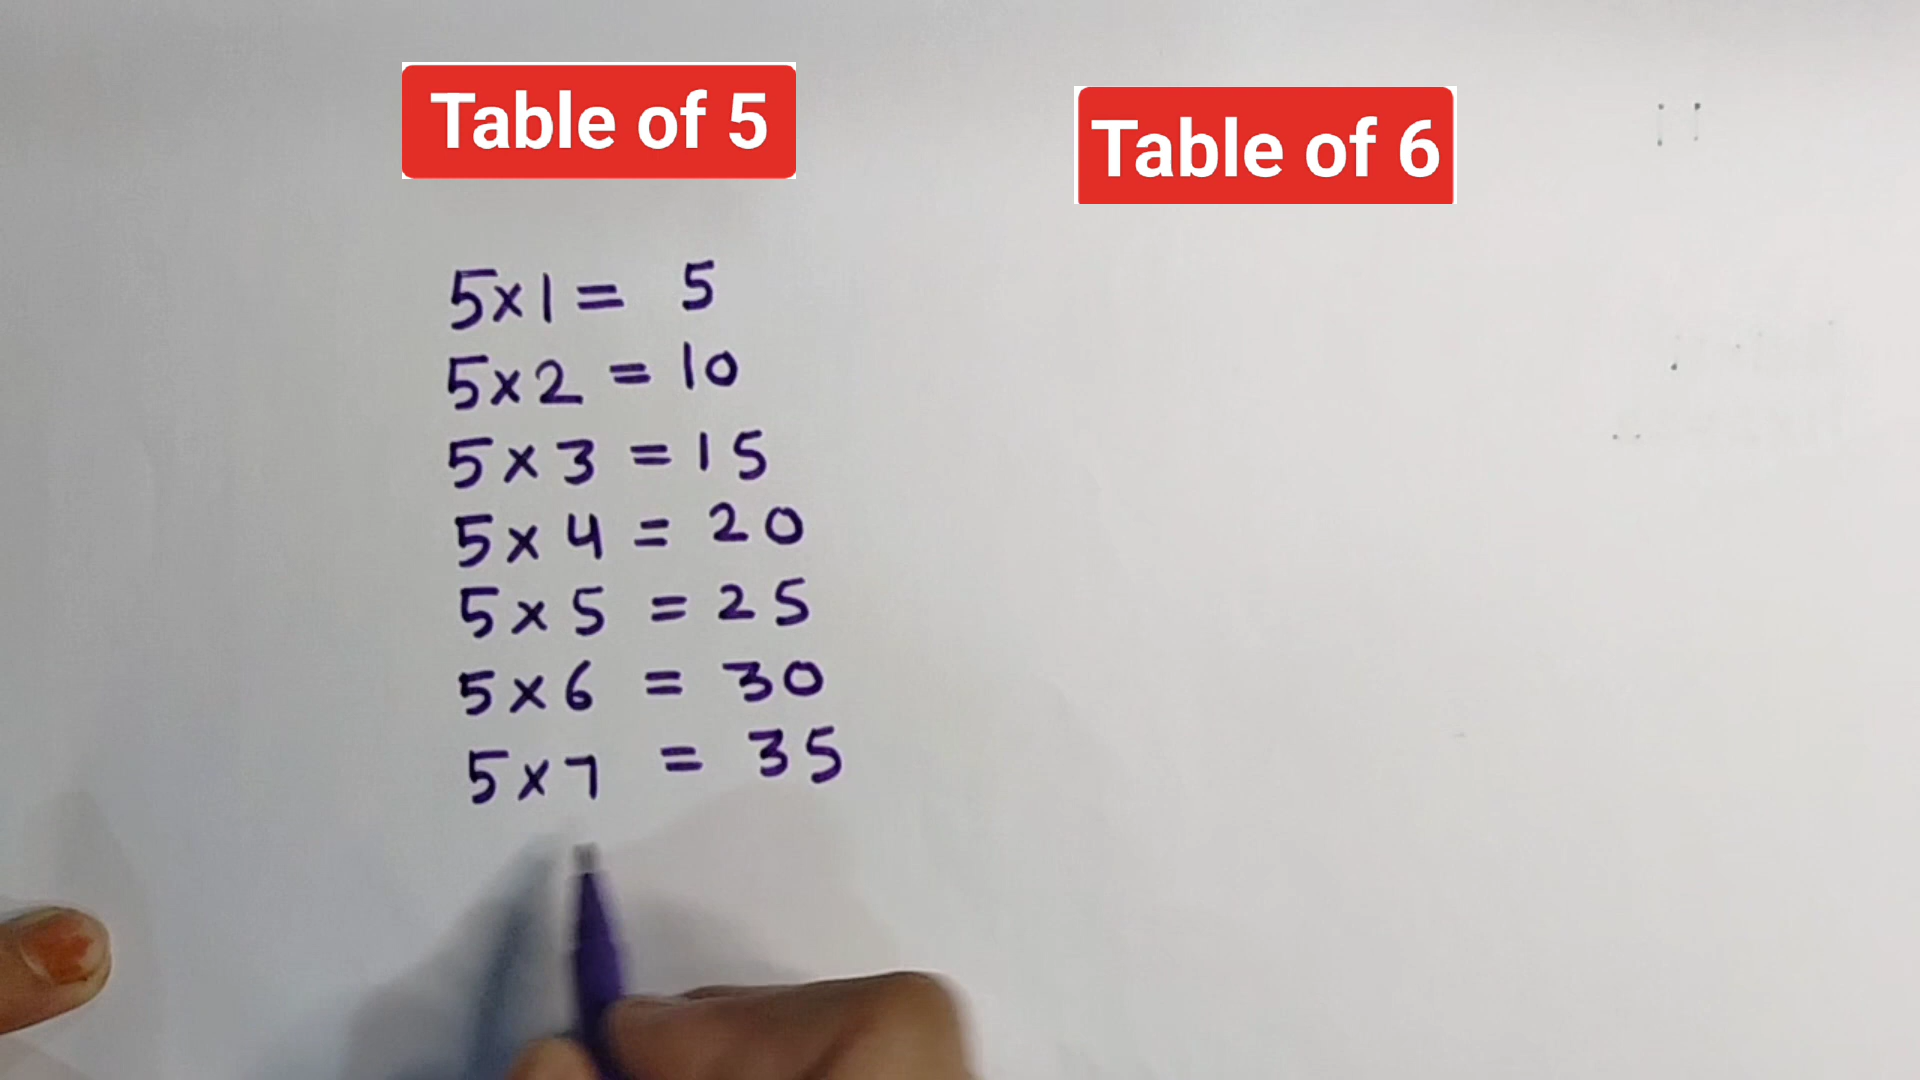 Table of 5
Table of 6
5x1 = 5
5x2 = 10
5x3 = 15
5x4 = 20
5x5 = 25
5x6 = 30
5x7 = 35